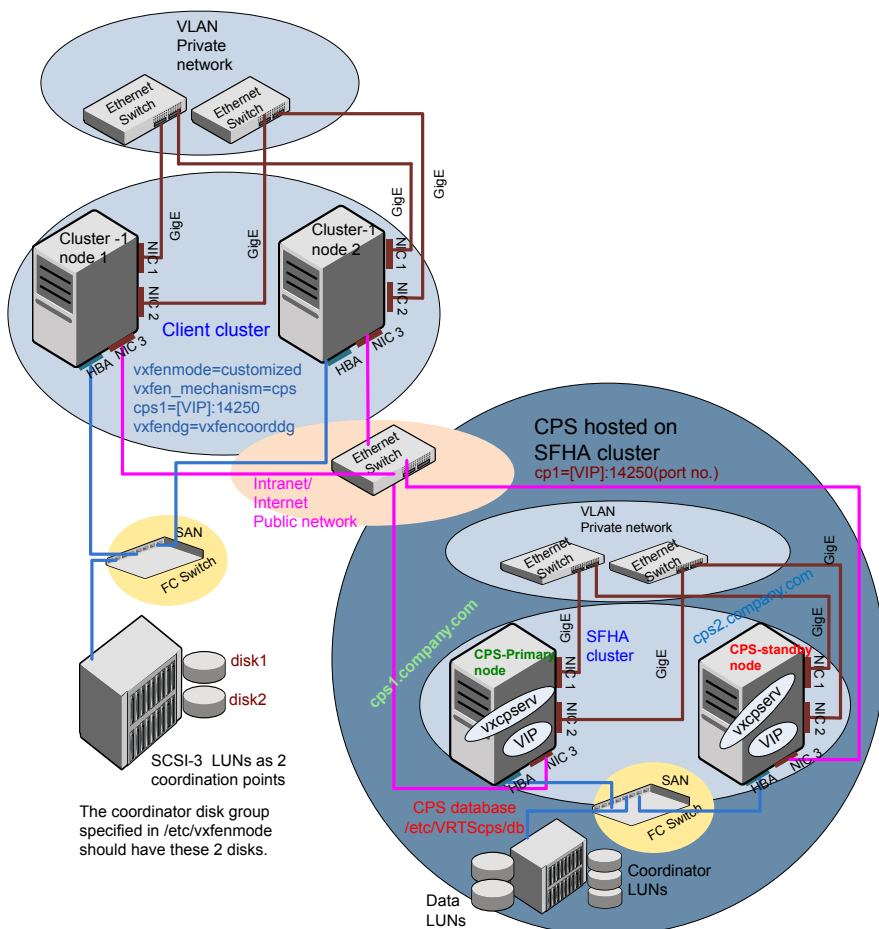 VLAN
Private
network
Ethernet
Switch
Ethernet
Switch
GigE
GigE
GigE
GigE
Cluster -1
node 1
NIC 1
NIC 2
NIC 3
HBA
Cluster-1
node 2
NIC 1
NIC 2
NIC 3
HBA
Client cluster
vxfenmode=customized
vxfen_mechanism=cps
cps1=[VIP]:14250
vxfendg=vxfencoorddg
Ethernet
Switch
Intranet/
Internet
Public network
CPS hosted on
SFHA cluster
cp1=[VIP]:14250(port no.)
VLAN
Private network
Ethernet
Switch
Ethernet
Switch
GigE
GigE
GigE
GigE
SAN
FC Switch
disk1
disk2
SCSI-3 LUNs as 2
coordination points
The coordinator disk group
specified in /etc/vxfenmode
should have these 2 disks.
cps1.company.com
cps2.company.com
SFHA
cluster
CPS-Primary
node
vxcpserv
VIP
NIC 1
NIC 2
NIC 3
HBA
CPS-standby
node
vxcpserv
VIP
NIC 1
NIC 2
NIC 3
HBA
SAN
FC Switch
CPS database
/etc/VRTScps/db
Data
LUNs
Coordinator
LUNs